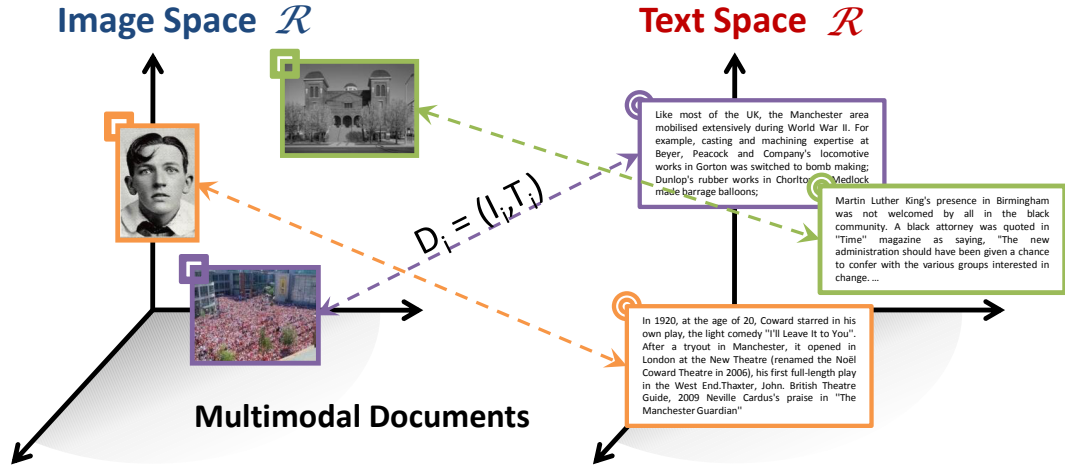 Image Space ℛ
Text Space ℛ
Like most of the UK, the Manchester area
mobilised extensively during World War II. For
example, casting and machining expertise at
Beyer, Peacock and Company's locomotive
works in Gorton was switched to bomb making;
Dunlop's rubber works in Chorlton Medlock
made barrage balloons;
Martin Luther King's presence in Birmingham
was not welcomed by all in the black
community. A black attorney was quoted in
"Time" magazine as saying, "The new
administration should have been given a chance
to confer with the various groups interested in
change. ...
Dᵢ = (Iᵢ,Tᵢ)
In 1920, at the age of 20, Coward starred in his
own play, the light comedy "I'll Leave It to You".
After a tryout in Manchester, it opened in
London at the New Theatre (renamed the Noël
Coward Theatre in 2006), his first full-length play
in the West End.Thaxter, John. British Theatre
Guide, 2009 Neville Cardus's praise in "The
Manchester Guardian"
Multimodal Documents